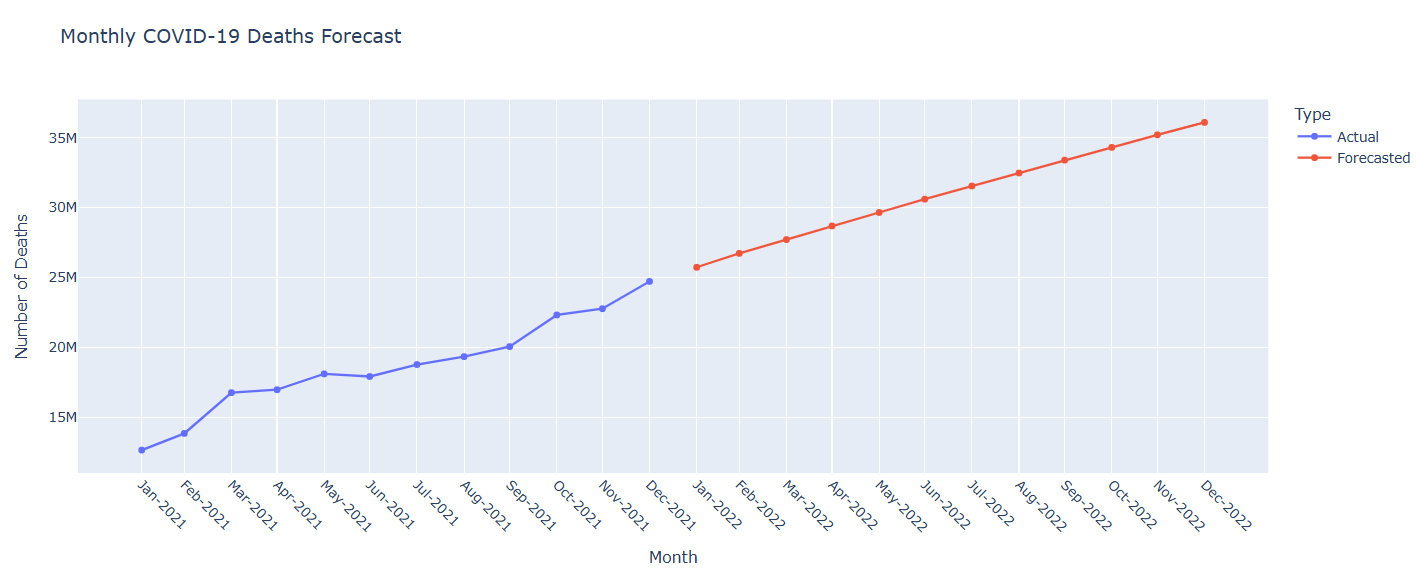 Monthly COVID-19 Deaths Forecast
Type
Actual
Forecasted
Number of Deaths
35M
30M
25M
20M
15M
Jan-2021
Feb-2021
Mar-2021
Apr-2021
May-2021
Jun-2021
Jul-2021
Aug-2021
Sep-2021
Oct-2021
Nov-2021
Dec-2021
Jan-2022
Feb-2022
Mar-2022
Apr-2022
May-2022
Jun-2022
Jul-2022
Aug-2022
Sep-2022
Oct-2022
Nov-2022
Dec-2022
Month